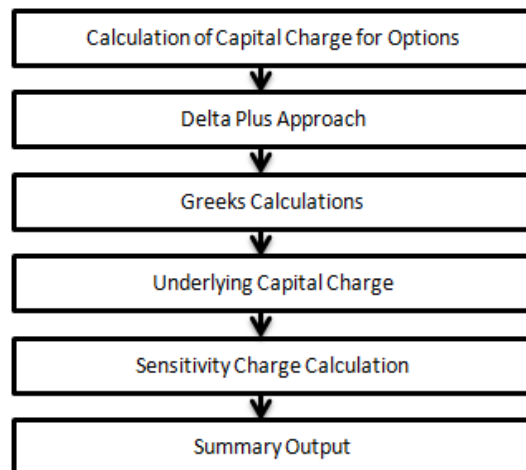 Calculation of Capital Charge for Options
Delta Plus Approach
Greeks Calculations
Underlying Capital Charge
Sensitivity Charge Calculation
Summary Output